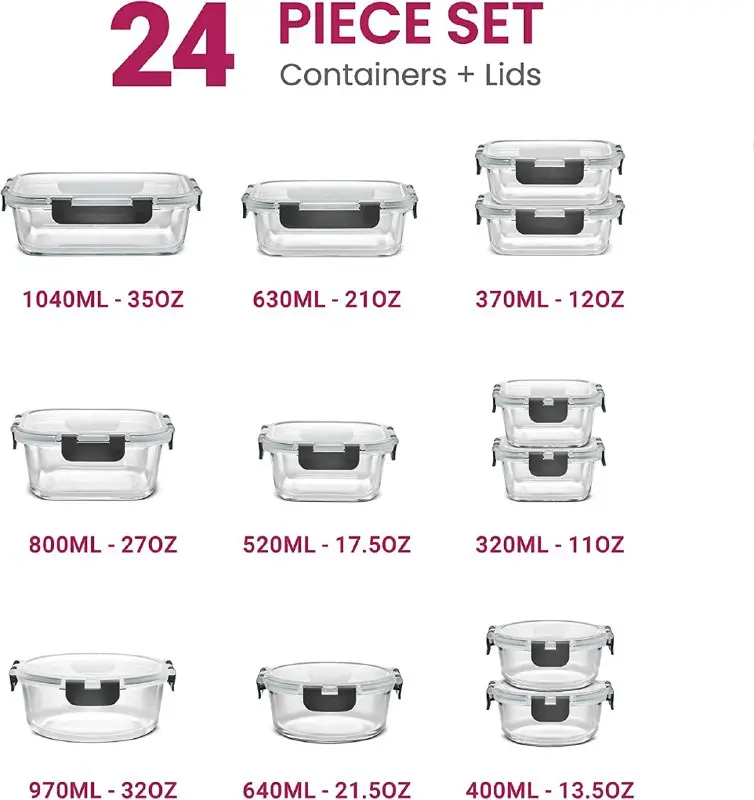 24
PIECE SET
Containers + Lids
1040ML - 35OZ
630ML - 21OZ
370ML - 12OZ
800ML - 27OZ
520ML - 17.5OZ
320ML - 11OZ
970ML - 32OZ
640ML - 21.5OZ
400ML - 13.5OZ